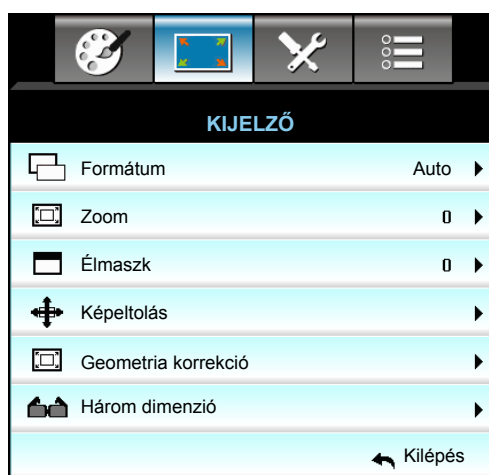 KIJELZŐ
Formátum Auto
Zoom 0
Élmaszk 0
Képeltolás
Geometria korrekció
Három dimenzió
Kilépés